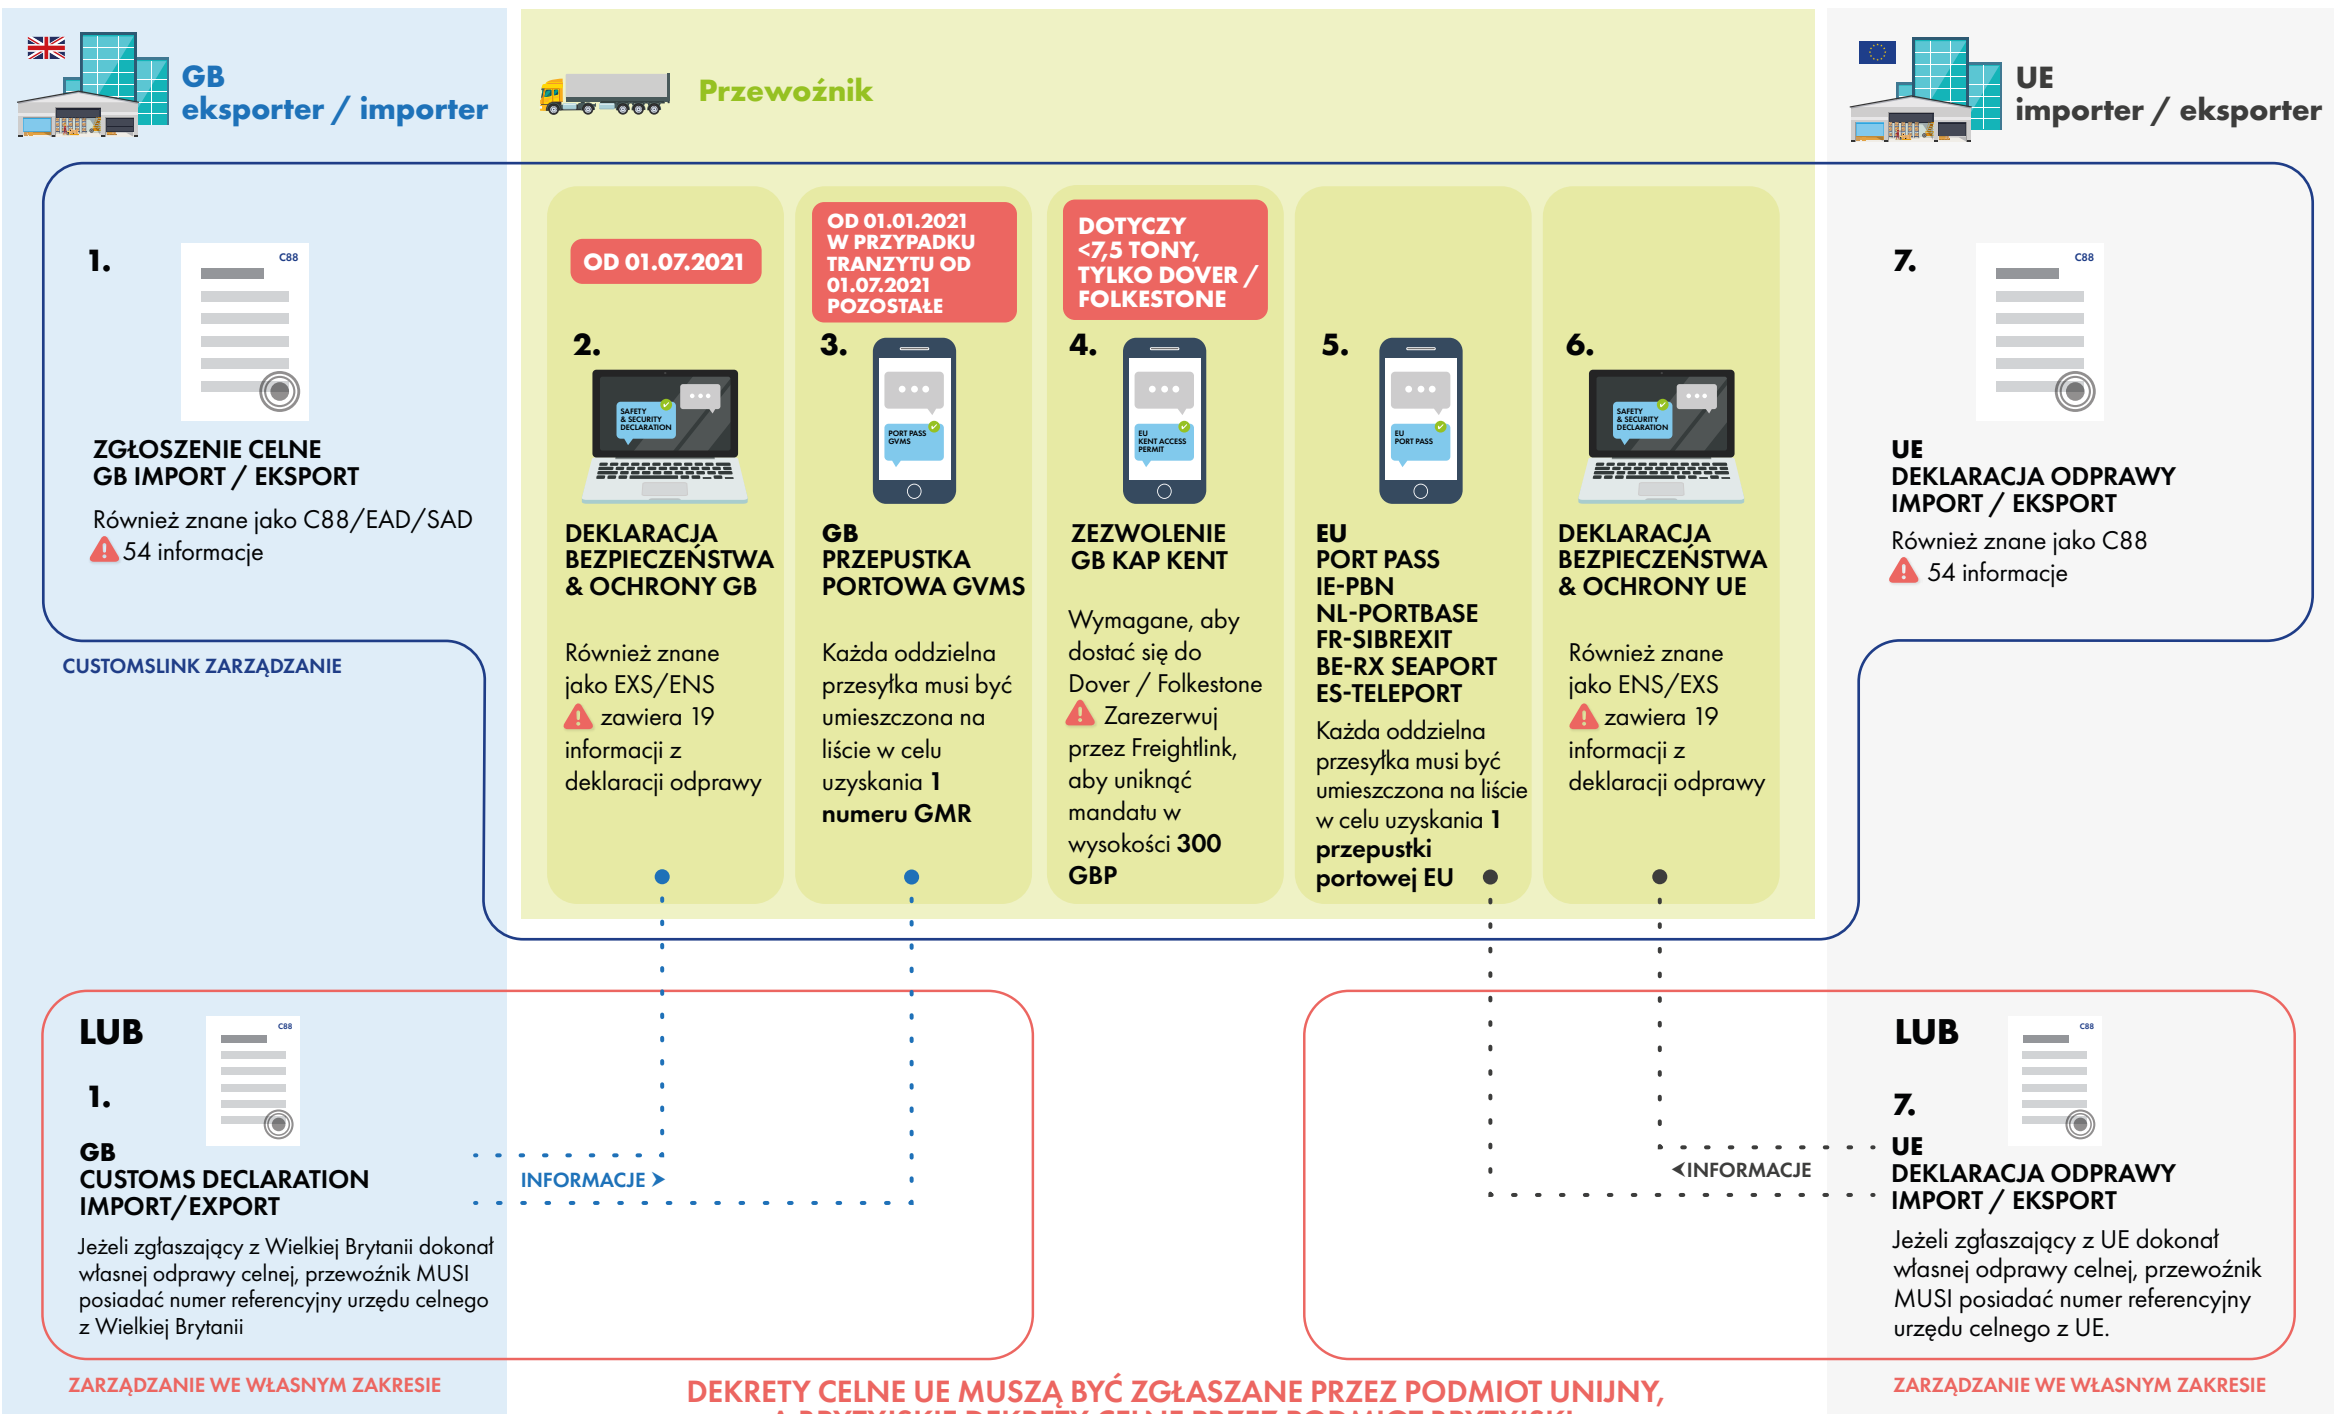 GB
eksporter / importer
Przewoźnik
UE
importer / eksporter
1.
C88
ZGŁOSZENIE CELNE
GB IMPORT / EKSPORT
Również znane jako C88/EAD/SAD
54 informacje
CUSTOMSLINK ZARZĄDZANIE
OD 01.07.2021
2.
SAFETY
& SECURITY
DECLARATION
DEKLARACJA
BEZPIECZEŃSTWA
& OCHRONY GB
Również znane
jako EXS/ENS
zawiera 19
informacji z
deklaracji odprawy
OD 01.01.2021
W PRZYPADKU
TRANZYTU OD
01.07.2021
POZOSTAŁE
3.
PORT PASS
GVMS
GB
PRZEPUSTKA
PORTOWA GVMS
Każda oddzielna
przesyłka musi być
umieszczona na
liście w celu
uzyskania 1
numeru GMR
DOTYCZY
<7,5 TONY,
TYLKO DOVER /
FOLKESTONE
4.
EU
KENT ACCESS
PERMIT
ZEZWOLENIE
GB KAP KENT
Wymagane, aby
dostać się do
Dover / Folkestone
Zarezerwuj
przez Freightlink,
aby uniknąć
mandatu w
wysokości 300
GBP
5.
EU
PORT PASS
EU
PORT PASS
IE-PBN
NL-PORTBASE
FR-SIBREXIT
BE-RX SEAPORT
ES-TELEPORT
Każda oddzielna
przesyłka musi być
umieszczona na liście
w celu uzyskania 1
przepustki
portowej EU
6.
SAFETY
& SECURITY
DECLARATION
DEKLARACJA
BEZPIECZEŃSTWA
& OCHRONY UE
Również znane
jako ENS/EXS
zawiera 19
informacji z
deklaracji odprawy
7.
C88
UE
DEKLARACJA ODPRAWY
IMPORT / EKSPORT
Również znane jako C88
54 informacje
LUB
C88
1.
GB
CUSTOMS DECLARATION
IMPORT/EXPORT
Jeżeli zgłaszający z Wielkiej Brytanii dokonał
własnej odprawy celnej, przewoźnik MUSI
posiadać numer referencyjny urzędu celnego
z Wielkiej Brytanii
INFORMACJE
ZARZĄDZANIE WE WŁASNYM ZAKRESIE
LUB
C88
7.
UE
DEKLARACJA ODPRAWY
IMPORT / EKSPORT
Jeżeli zgłaszający z UE dokonał
własnej odprawy celnej, przewoźnik
MUSI posiadać numer referencyjny
urzędu celnego z UE.
INFORMACJE
ZARZĄDZANIE WE WŁASNYM ZAKRESIE
DEKRETY CELNE UE MUSZĄ BYĆ ZGŁASZANE PRZEZ PODMIOT UNIJNY,
A BRYTYJSKIE DEKRETY CELNE PRZEZ PODMIOT BRYTYJSKI